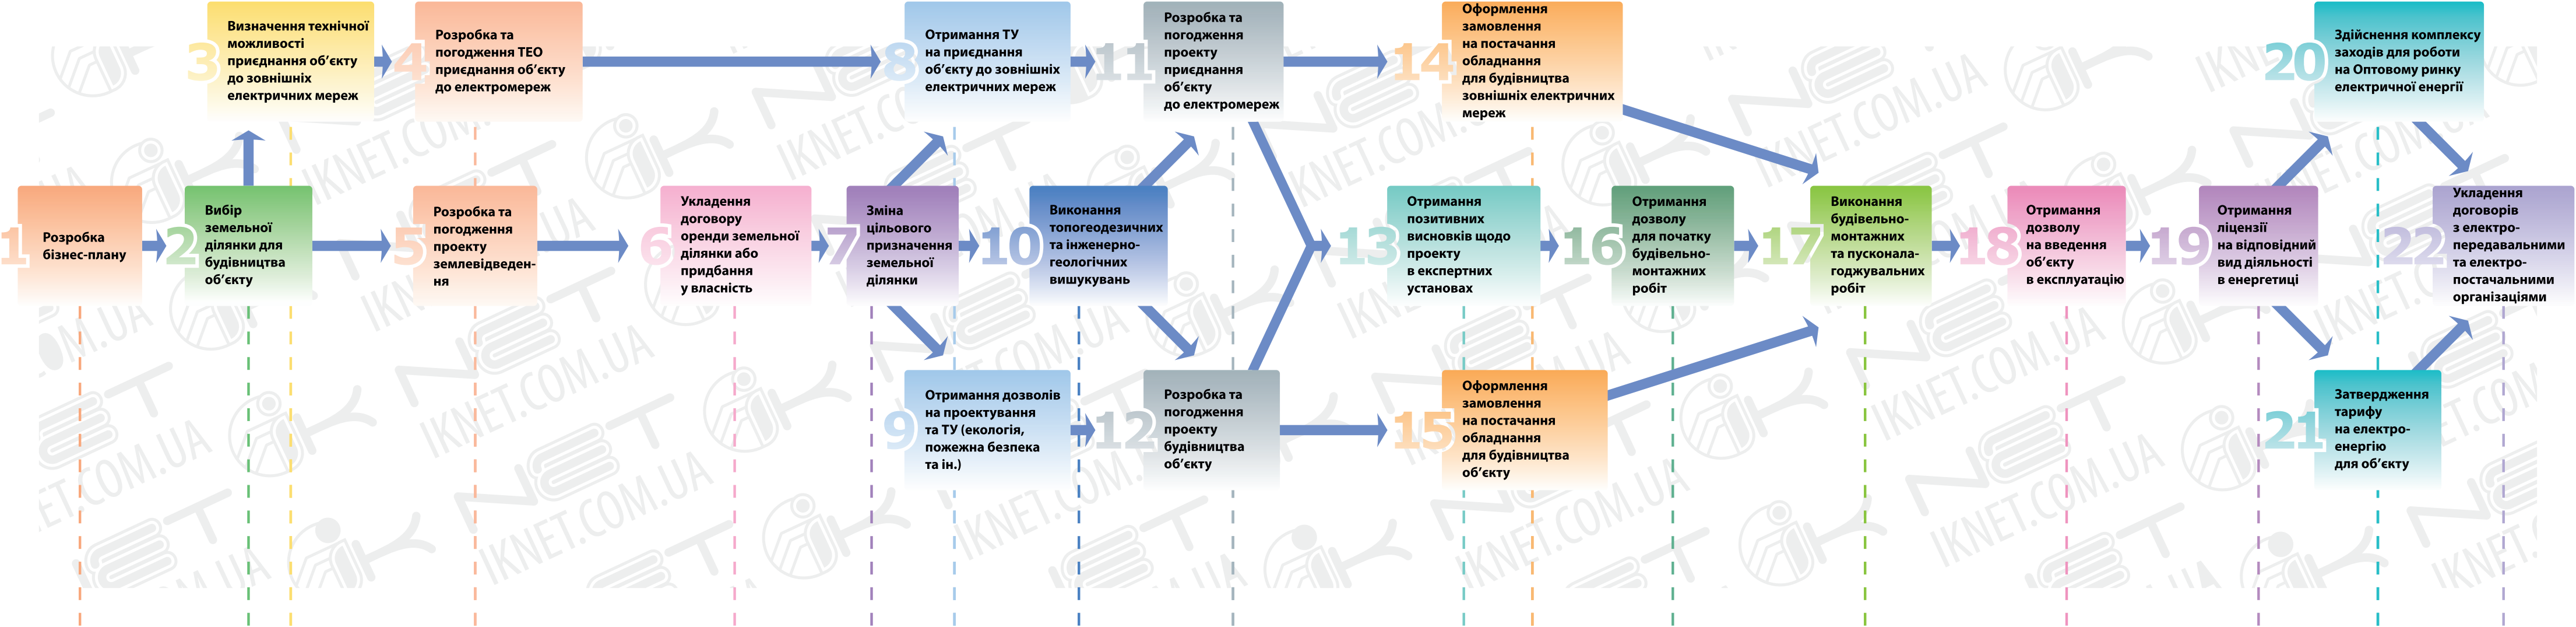 1
Розробка
бізнес-плану
2
Вибір
земельної
ділянки для
будівництва
об’єкту
3
Визначення технічної
можливості
приєднання об’єкту
до зовнішніх
електричних мереж
4
Розробка та
погодження ТЕО
приєднання об’єкту
до електромереж
5
Розробка та
погодження
проекту
землевідведен-
ня
6
Укладення
договору
оренди земельної
ділянки або
придбання
у власність
7
Зміна
цільового
призначення
земельної
ділянки
8
Отримання ТУ
на приєднання
об’єкту до зовнішніх
електричних мереж
9
Отримання дозволів
на проектування
та ТУ (екологія,
пожежна безпека
та ін.)
10
Виконання
топогеодезичних
та інженерно-
геологічних
вишукувань
11
Розробка та
погодження
проекту
приєднання
об’єкту
до електромереж
12
Розробка та
погодження
проекту
будівництва
об’єкту
13
Отримання
позитивних
висновків щодо
проекту
в експертних
установах
14
Оформлення
замовлення
на постачання
обладнання
для будівництва
зовнішніх електричних
мереж
15
Оформлення
замовлення
на постачання
обладнання
для будівництва
об’єкту
16
Отримання
дозволу
для початку
будівельно-
монтажних
робіт
17
Виконання
будівельно-
монтажних
та пусконала-
годжувальних
робіт
18
Отримання
дозволу
на введення
об’єкту
в експлуатацію
19
Отримання
ліцензії
на відповідний
вид діяльності
в енергетиці
20
Здійснення комплексу
заходів для роботи
на Оптовому ринку
електричної енергії
21
Затвердження
тарифу
на електро-
енергію
для об’єкту
22
Укладення
договорів
з електро-
передавальними
та електро-
постачальними
організаціями
IKNET.COM.UA